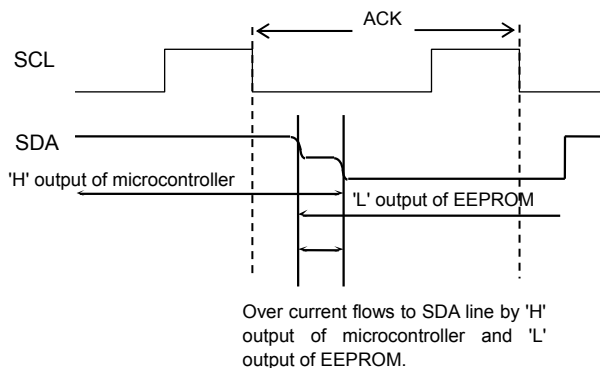 ACK
SCL
SDA
'H' output of microcontroller
'L' output of EEPROM
Over current flows to SDA line by 'H'
output of microcontroller and 'L'
output of EEPROM.